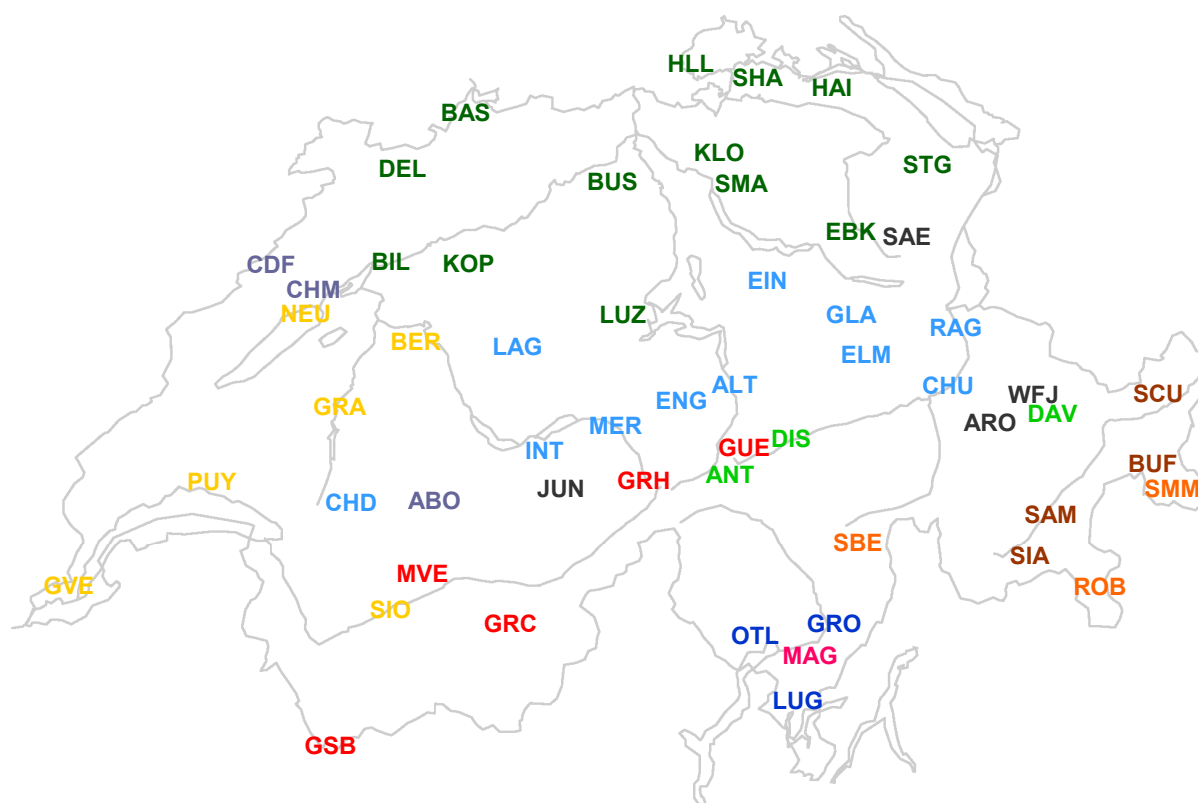 HLL
SHA
HAI
BAS
KLO
DEL
STG
BUS
SMA
EBK
SAE
CDF
BIL
KOP
EIN
CHM
NEU
LUZ
GLA
RAG
BER
LAG
ELM
ALT
CHU
WFJ
SCU
ENG
GRA
DAV
ARO
MER
DIS
GUE
INT
BUF
ANT
PUY
GRH
JUN
SMM
CHD
ABO
SAM
SBE
SIA
MVE
GVE
ROB
SIO
GRC
GRO
OTL
MAG
LUG
GSB